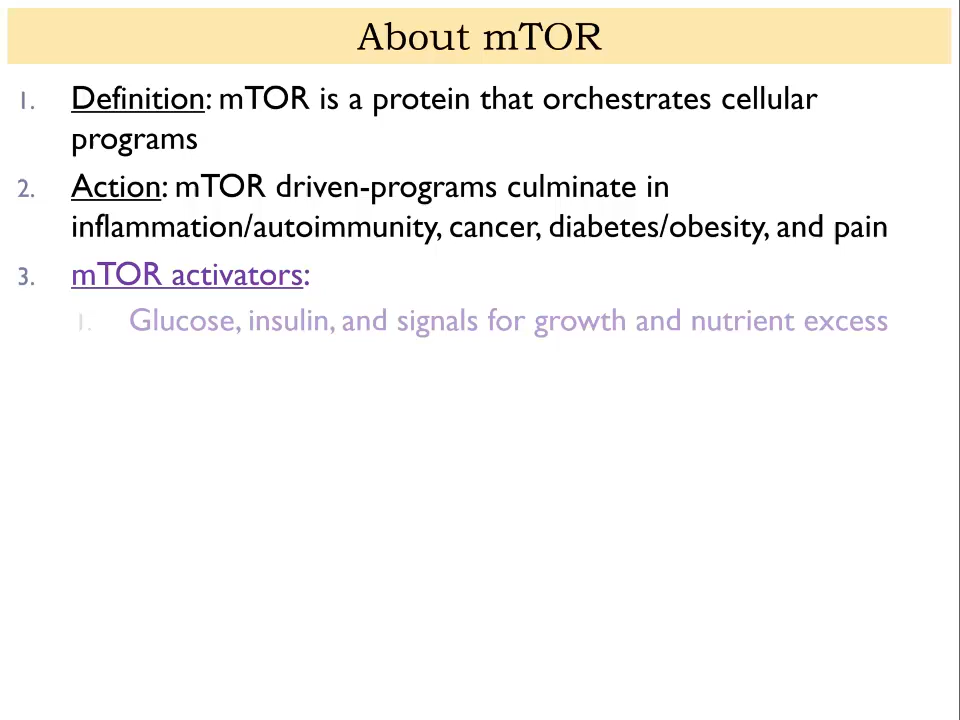 About mTOR
1. Definition: mTOR is a protein that orchestrates cellular
programs
2. Action: mTOR driven-programs culminate in
inflammation/autoimmunity, cancer, diabetes/obesity, and pain
3. mTOR activators:
1. Glucose, insulin, and signals for growth and nutrient excess